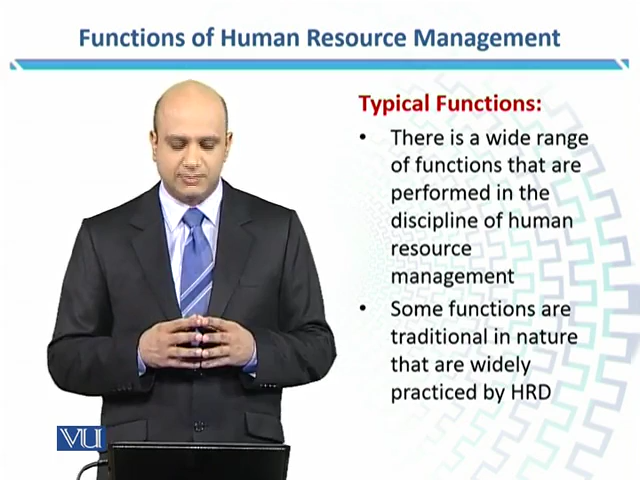 Functions of Human Resource Management
Typical Functions:
• There is a wide range
of functions that are
performed in the
discipline of human
resource
management
• Some functions are
traditional in nature
that are widely
practiced by HRD
VU